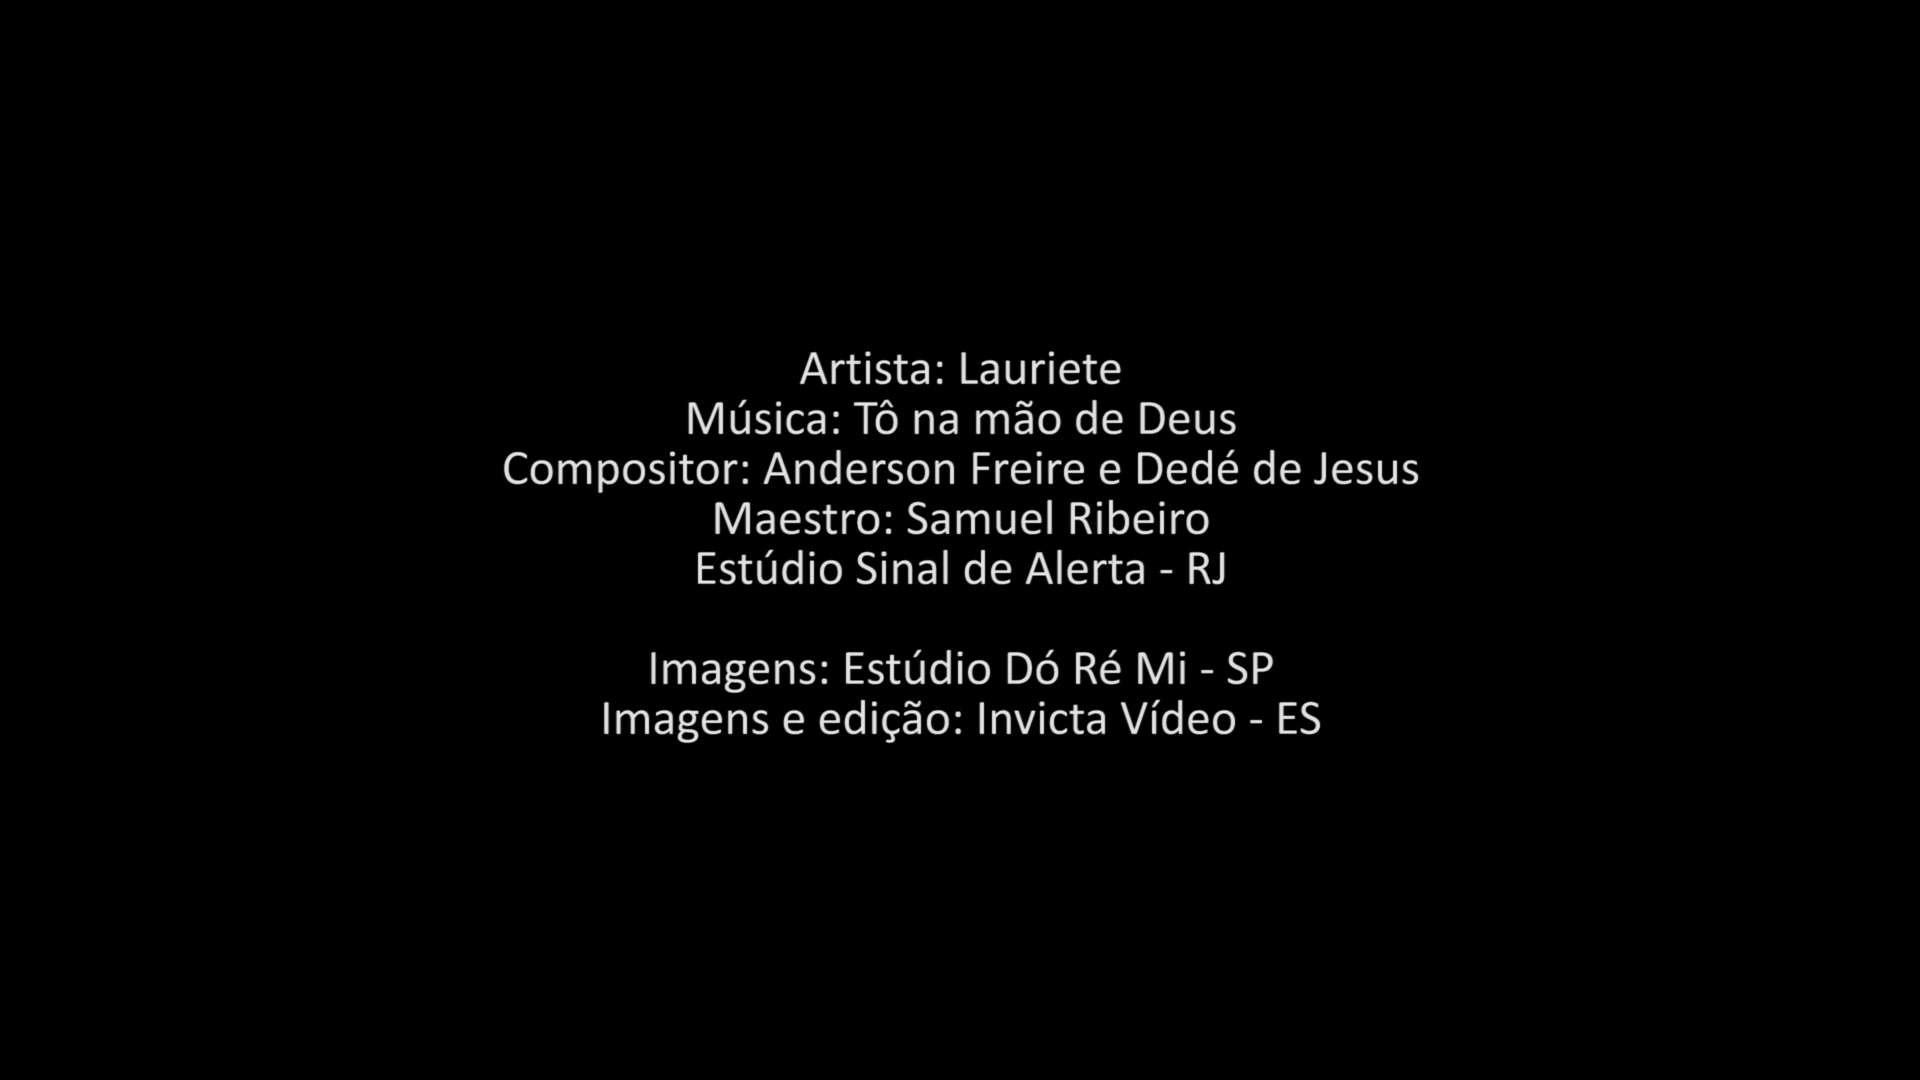 Artista: Lauriete
Música: Tô na mão de Deus
Compositor: Anderson Freire e Dedé de Jesus
Maestro: Samuel Ribeiro
Estúdio Sinal de Alerta - RJ
Imagens: Estúdio Dó Ré Mi - SP
Imagens e edição: Invicta Vídeo - ES